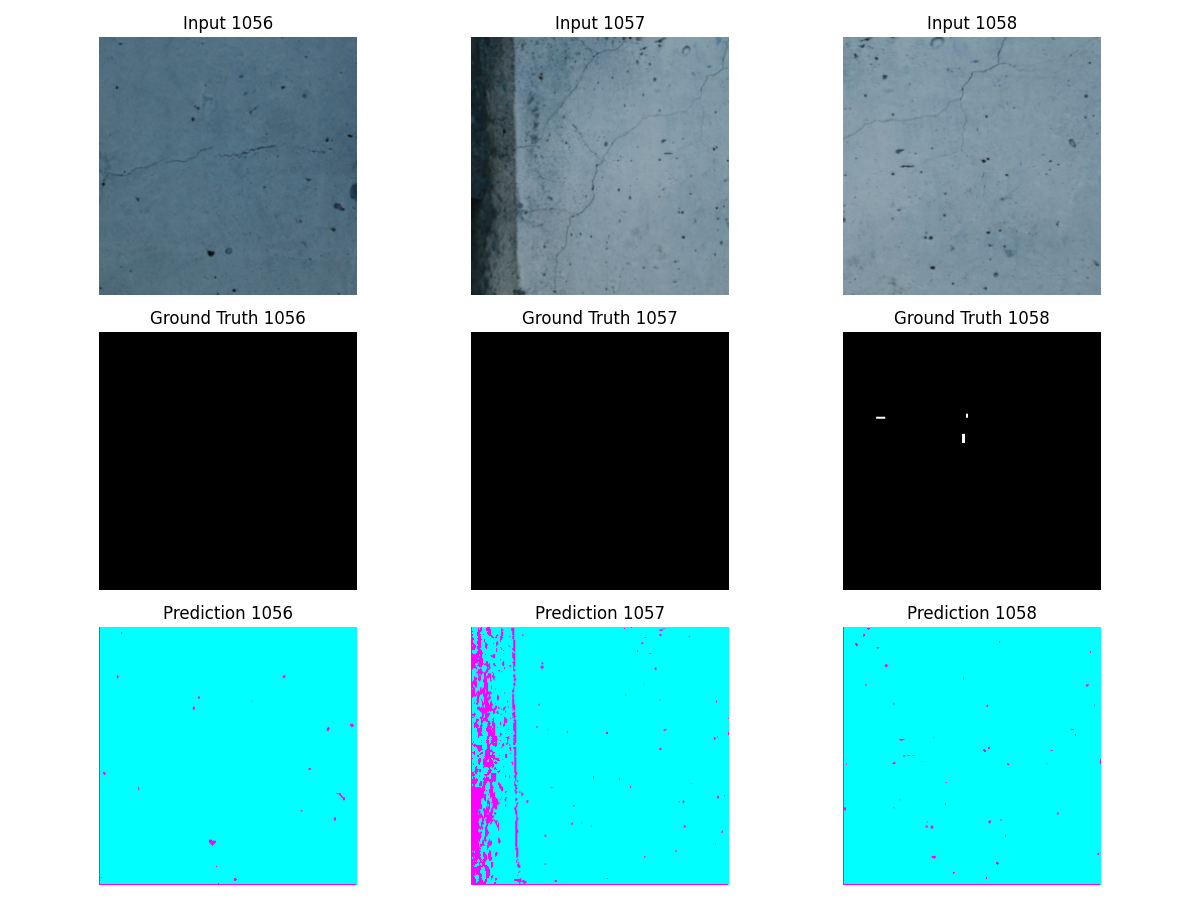 Input 1056
Input 1057
Input 1058
Ground Truth 1056
Ground Truth 1057
Ground Truth 1058
Prediction 1056
Prediction 1057
Prediction 1058